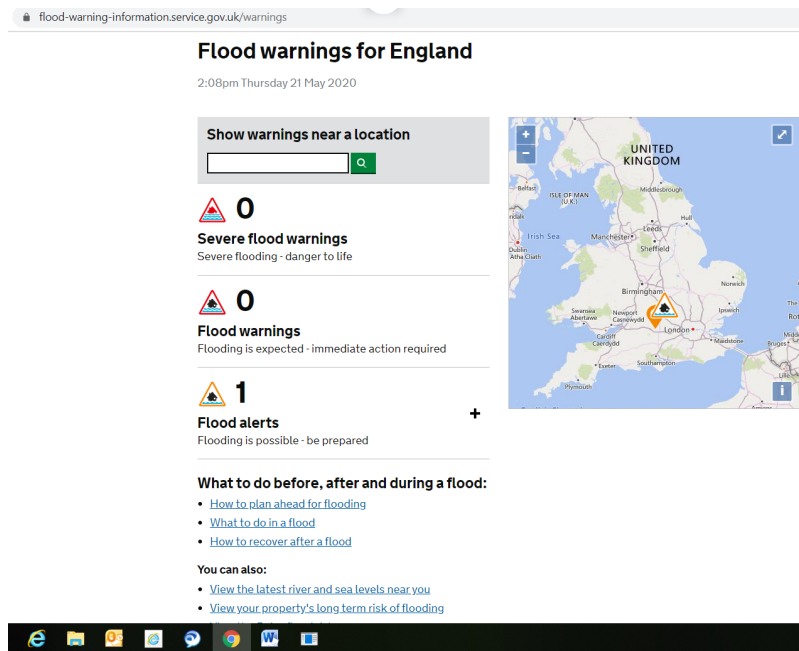 flood-warning-information.service.gov.uk/warnings
Flood warnings for England
2:08pm Thursday 21 May 2020
Show warnings near a location
0
Severe flood warnings
Severe flooding - danger to life
0
Flood warnings
Flooding is expected - immediate action required
1
Flood alerts
+
Flooding is possible - be prepared
What to do before, after and during a flood:
• How to plan ahead for flooding
• What to do in a flood
• How to recover after a flood
You can also:
• View the latest river and sea levels near you
• View your property's long term risk of flooding
+
−
UNITED
KINGDOM
Belfast
ISLE OF MAN
(U.K.)
Middlesbrough
Irish Sea
Leeds
Hull
Manchester
Sheffield
Dublin
Atha Cliath
Norwich
Birmingham
Ipswich
The
Rot
Swansea
Abertawe
Newport
Casnewydd
London
Midd
Cardiff
Caerdydd
Maidstone
Bruges
Exeter
Southampton
Plymouth
Lille
i
W